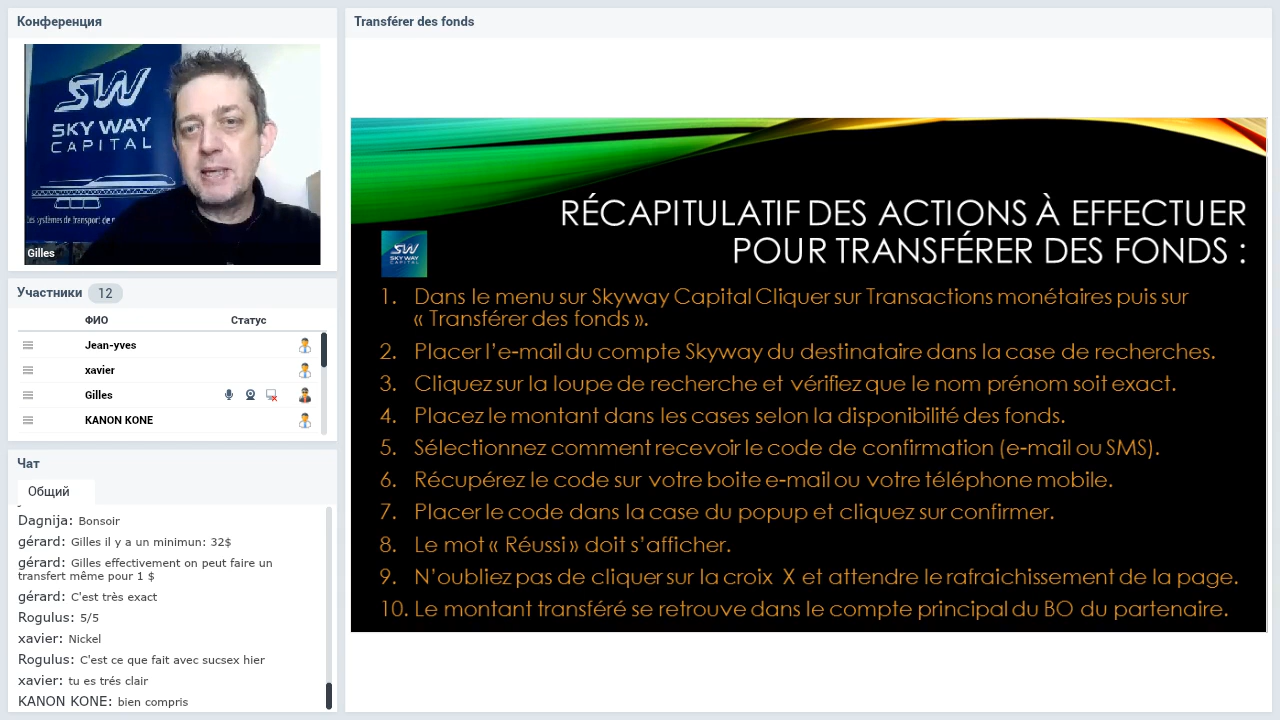 Конференция
SW
SKY WAY
CAPITAL
les systèmes de transport de
Gilles
Участники 12
ФИО Статус
Jean-yves
xavier
Gilles
KANON KONE
Чат
Общий
Dagnija: Bonsoir
gérard: Gilles il y a un minimun: 32$
gérard: Gilles effectivement on peut faire un
transfert même pour 1 $
gérard: C'est très exact
Rogulus: 5/5
xavier: Nickel
Rogulus: C'est ce que fait avec sucsex hier
xavier: tu es trés clair
KANON KONE: bien compris
Transférer des fonds
RÉCAPITULATIF DES ACTIONS À EFFECTUER
POUR TRANSFÉRER DES FONDS :
SW
SKY WAY
CAPITAL
1. Dans le menu sur Skyway Capital Cliquer sur Transactions monétaires puis sur
« Transférer des fonds ».
2. Placer l'e-mail du compte Skyway du destinataire dans la case de recherches.
3. Cliquez sur la loupe de recherche et vérifiez que le nom prénom soit exact.
4. Placez le montant dans les cases selon la disponibilité des fonds.
5. Sélectionnez comment recevoir le code de confirmation (e-mail ou SMS).
6. Récupérez le code sur votre boite e-mail ou votre téléphone mobile.
7. Placer le code dans la case du popup et cliquez sur confirmer.
8. Le mot « Réussi » doit s'afficher.
9. N'oubliez pas de cliquer sur la croix X et attendre le rafraichissement de la page.
10. Le montant transféré se retrouve dans le compte principal du BO du partenaire.